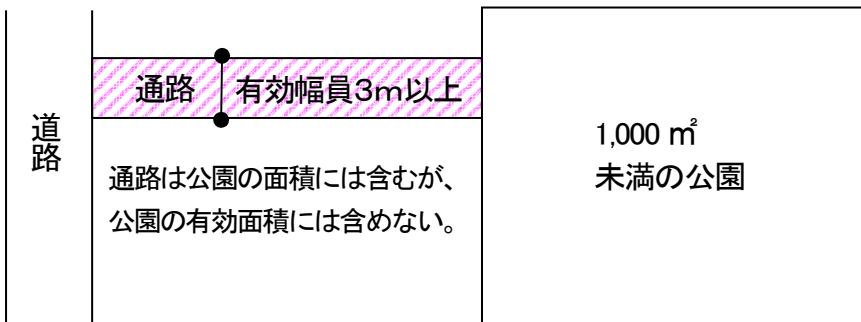 道路
通路
有効幅員3m以上
通路は公園の面積には含むが、
公園の有効面積には含めない。
1,000 ㎡
未満の公園